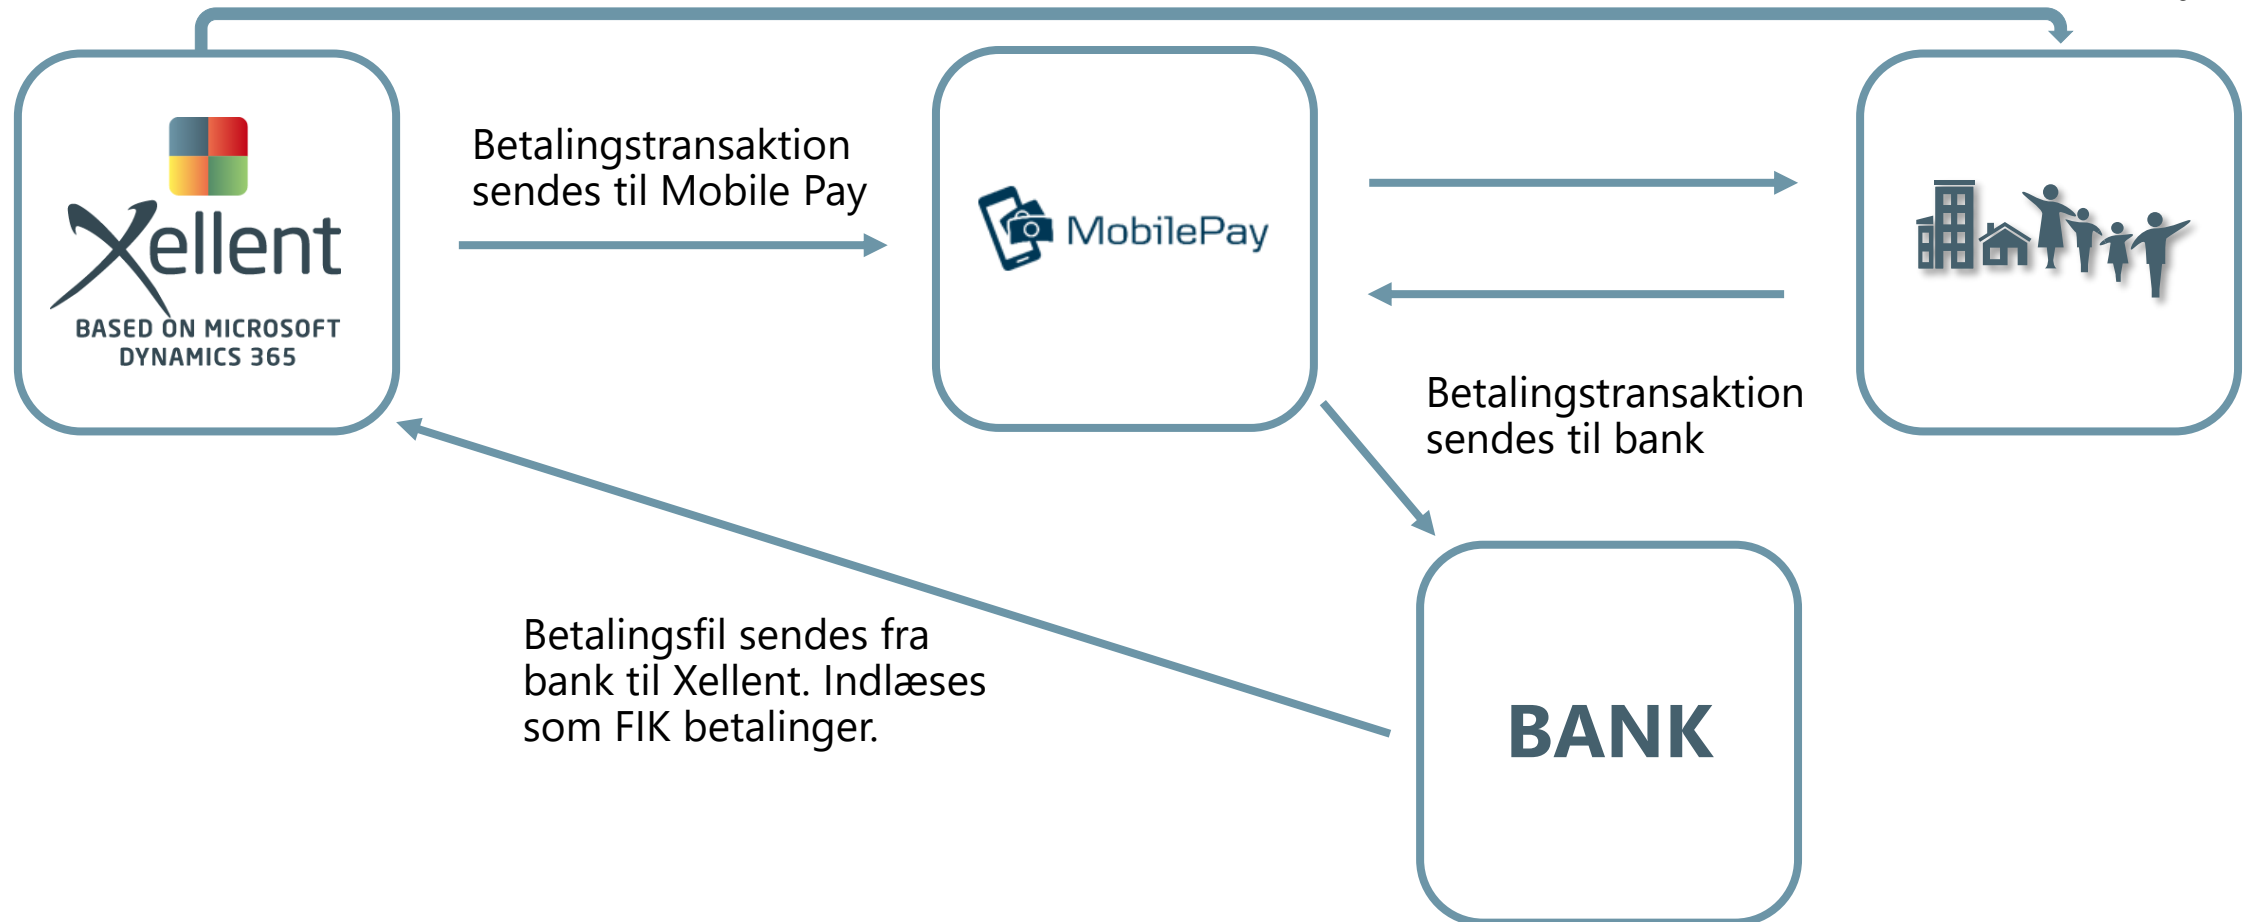 Betalingstransaktion
sendes til Mobile Pay
Xellent
BASED ON MICROSOFT
DYNAMICS 365
MobilePay
Betalingstransaktion
sendes til bank
Betalingsfil sendes fra
bank til Xellent. Indlæses
som FIK betalinger.
BANK